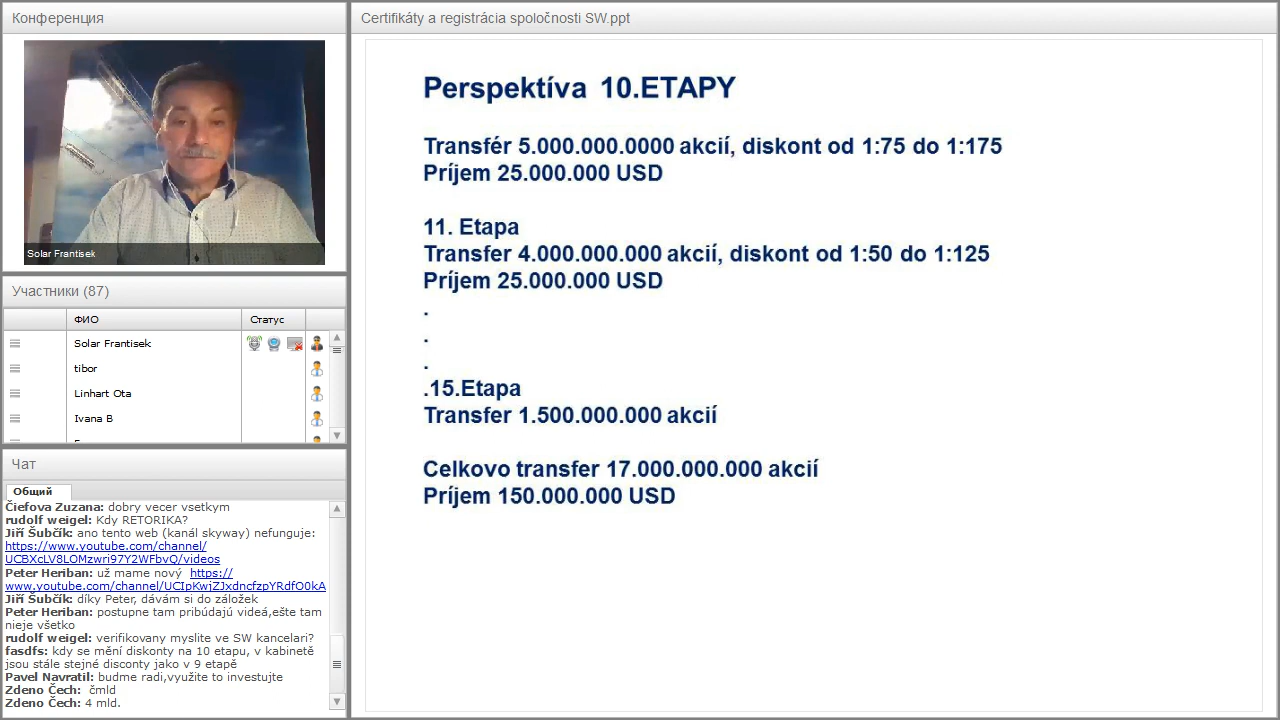 Конференция
Solar Frantisek
Участники (87)
ФИО
Статус
Solar Frantisek
tibor
Linhart Ota
Ivana B
Чат
Общий
Čiefova Zuzana: dobry vecer vsetkym
rudolf weigel: Kdy RETORIKA?
Jiří Šubčík: ano tento web (kanál skyway) nefunguje:
https://www.youtube.com/channel/
UCBXcLV8LOMzwri97Y2WFbvQ/videos
Peter Heriban: už mame nový https://
www.youtube.com/channel/UCIpKwjZJxdncfzpYRdfO0kA
Jiří Šubčík: díky Peter, dávám si do záložek
Peter Heriban: postupne tam pribúdajú videá,ešte tam
nieje všetko
rudolf weigel: verifikovany myslite ve SW kancelari?
fasdfs: kdy se mění diskonty na 10 etapu, v kabinetě
jsou stále stejné disconty jako v 9 etapě
Pavel Navratil: budme radi,využite to investujte
Zdeno Čech: čmld
Zdeno Čech: 4 mld.
Certifikáty a registrácia spoločnosti SW.ppt
Perspektíva 10.ETAPY
Transfér 5.000.000.0000 akcií, diskont od 1:75 do 1:175
Príjem 25.000.000 USD
11. Etapa
Transfer 4.000.000.000 akcií, diskont od 1:50 do 1:125
Príjem 25.000.000 USD
.
.
.
.15.Etapa
Transfer 1.500.000.000 akcií
Celkovo transfer 17.000.000.000 akcií
Príjem 150.000.000 USD